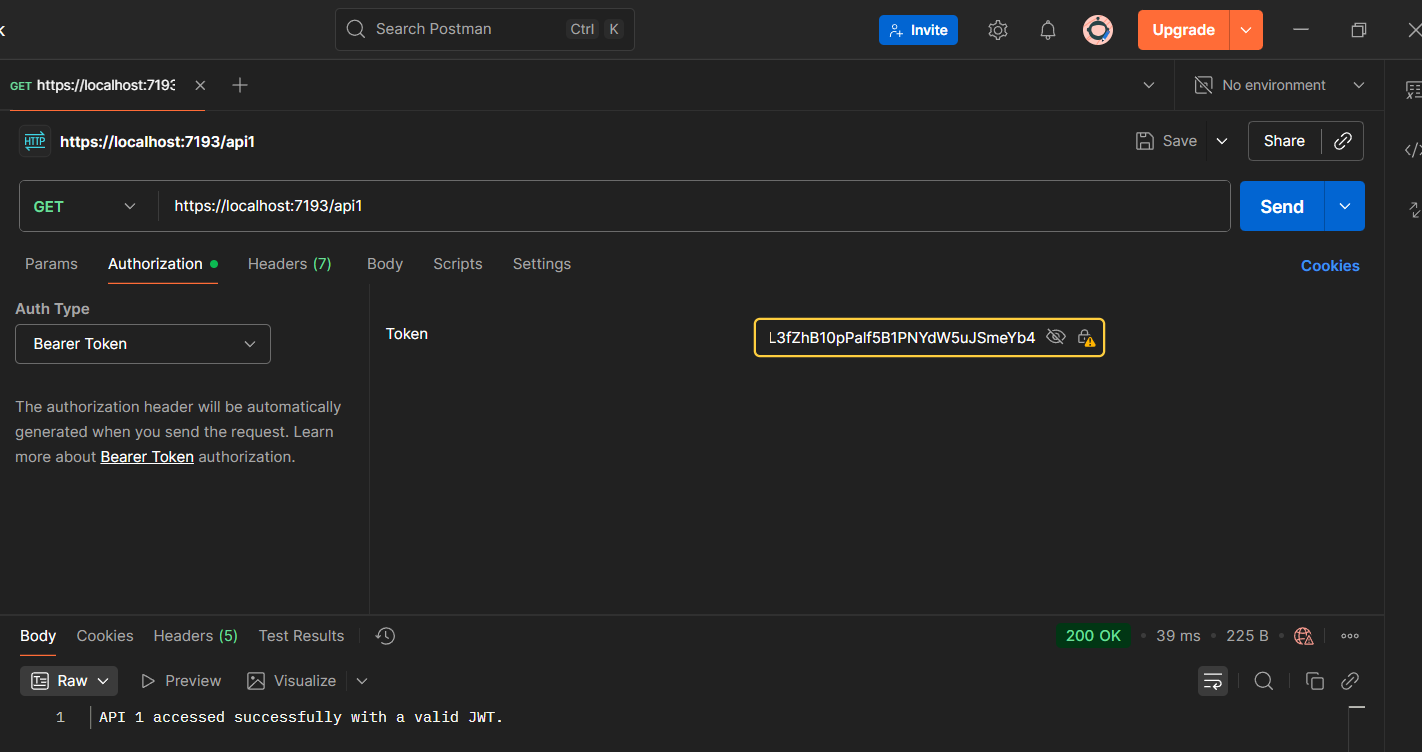 Search Postman Ctrl K Invite Upgrade
GET https://localhost:7193 No environment
HTTP https://localhost:7193/api1 Save Share
GET https://localhost:7193/api1 Send
Params Authorization Headers (7) Body Scripts Settings Cookies
Auth Type
Bearer Token
Token L3fZhB10pPalf5B1PNYdW5uJSmeYb4
The authorization header will be automatically
generated when you send the request. Learn
more about Bearer Token authorization.
Body Cookies Headers (5) Test Results 200 OK • 39 ms • 225 B •
Raw Preview Visualize
1 API 1 accessed successfully with a valid JWT.